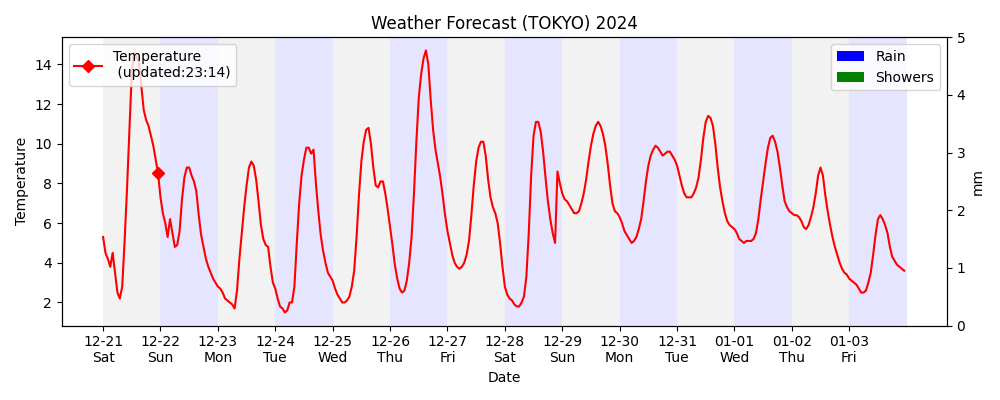 Weather Forecast (TOKYO) 2024
Temperature
(updated:23:14)
Rain
Showers
Temperature
14
12
10
8
6
4
2
5
4
3
2
1
0
mm
12-21 12-22 12-23 12-24 12-25 12-26 12-27 12-28 12-29 12-30 12-31 01-01 01-02 01-03
Sat Sun Mon Tue Wed Thu Fri Sat Sun Mon Tue Wed Thu Fri
Date